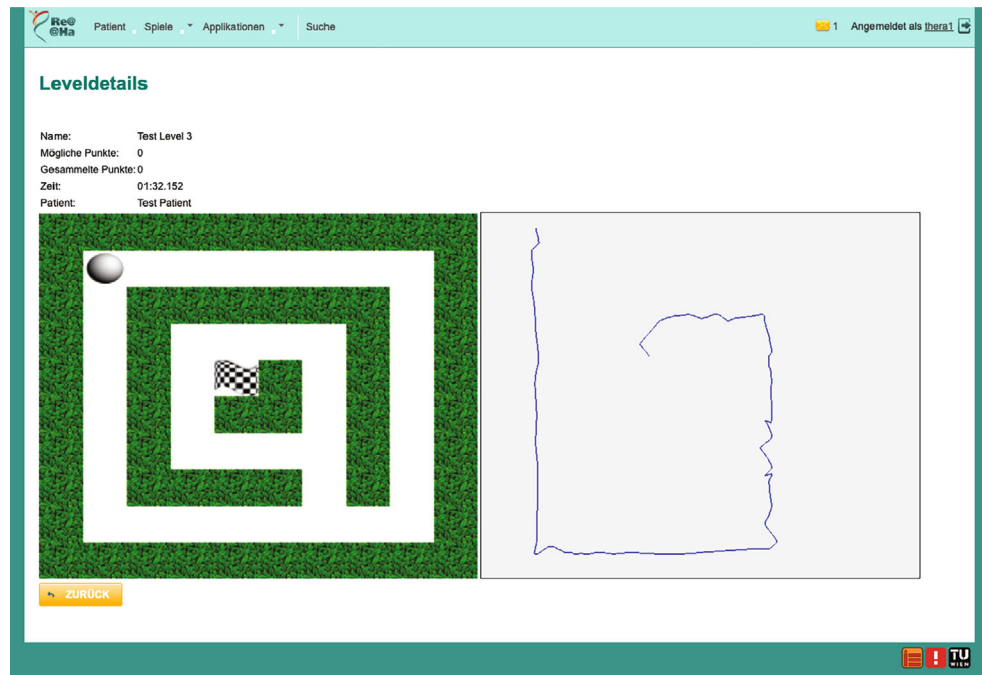 Re@
@Ha
Patient Spiele Applikationen Suche
1 Angemeldet als thera1
Leveldetails
Name: Test Level 3
Mögliche Punkte: 0
Gesammelte Punkte: 0
Zeit: 01:32.152
Patient: Test Patient
ZURÜCK
TU
WIEN